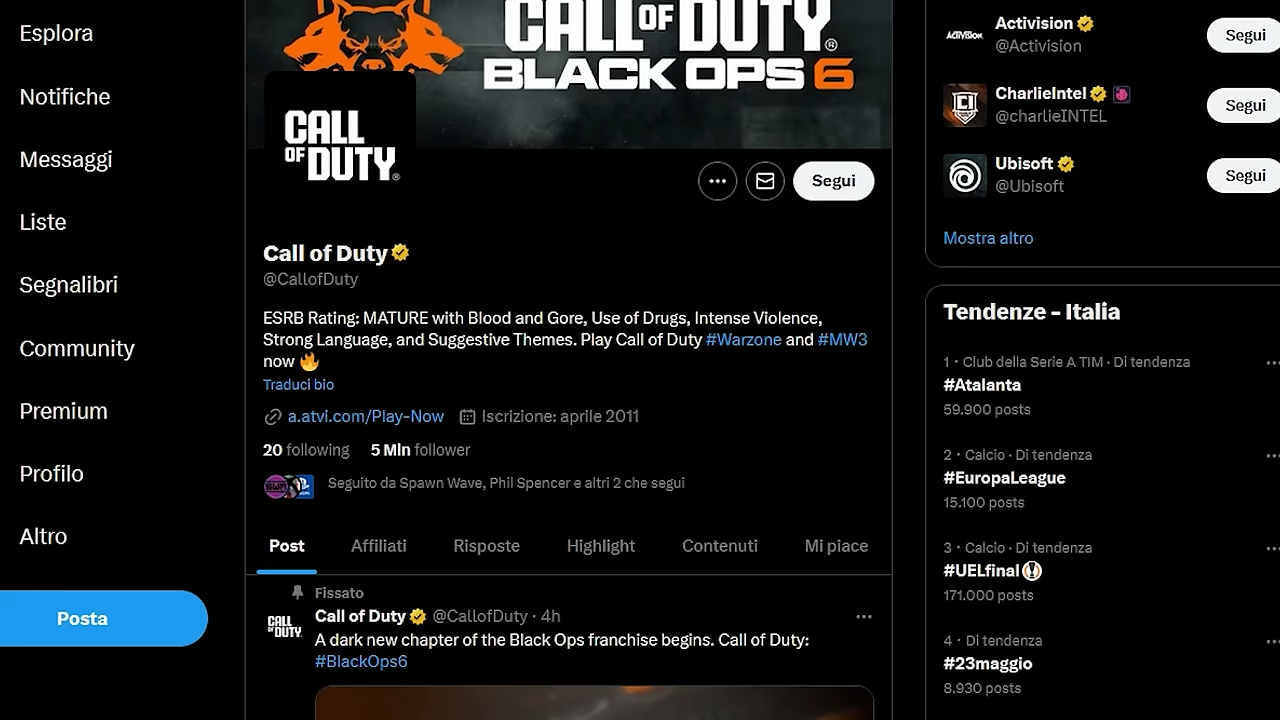 Esplora
Notifiche
Messaggi
Liste
Segnalibri
Community
Premium
Profilo
Altro
Posta
CALL OF DUTY®
BLACK OPS 6
CALL
OF DUTY®
Segui
Call of Duty
@CallofDuty
ESRB Rating: MATURE with Blood and Gore, Use of Drugs, Intense Violence,
Strong Language, and Suggestive Themes. Play Call of Duty #Warzone and #MW3
now 🔥
Traduci bio
a.atvi.com/Play-Now Iscrizione: aprile 2011
20 following 5 Mln follower
Seguito da Spawn Wave, Phil Spencer e altri 2 che segui
Post Affiliati Risposte Highlight Contenuti Mi piace
Fissato
CALL
OF DUTY
Call of Duty @CallofDuty · 4h
A dark new chapter of the Black Ops franchise begins. Call of Duty:
#BlackOps6
ACTIVISION
Activision
@Activision
Segui
CI
CharlieIntel
@charlieINTEL
Segui
Ubisoft
@Ubisoft
Segui
Mostra altro
Tendenze – Italia
1 · Club della Serie A TIM · Di tendenza
#Atalanta
59.900 posts
2 · Calcio · Di tendenza
#EuropaLeague
15.100 posts
3 · Calcio · Di tendenza
#UELfinal
171.000 posts
4 · Di tendenza
#23maggio
8.930 posts